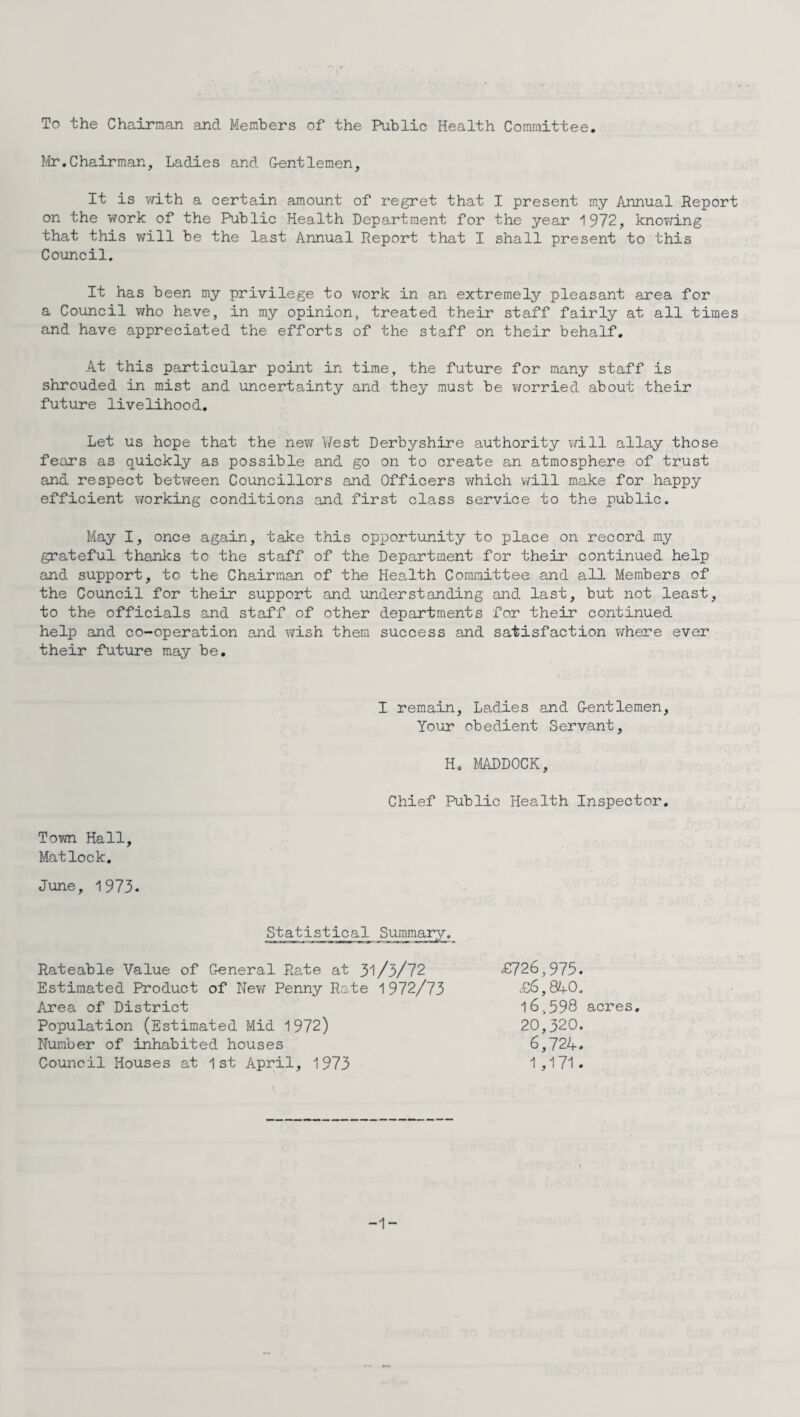 To the Chairman and Members of the Public Health Committee.
Mr.Chairman, Ladies and Gentlemen,
It is with a certain amount of regret that I present my Annual Report
on the work of the Public Health Department for the year 1972, knowing
that this will be the last Annual Report that I shall present to this
Council.
It has been my privilege to work in an extremely pleasant area for
a Council who have, in my opinion, treated their staff fairly at all times
and have appreciated the efforts of the staff on their behalf.
At this particular point in time, the future for many staff is
shrouded in mist and uncertainty and they must be worried about their
future livelihood.
Let us hope that the new West Derbyshire authority will allay those
fears as quickly as possible and go on to create an atmosphere of trust
and respect between Councillors and Officers which will make for happy
efficient working conditions and first class service to the public.
May I, once again, take this opportunity to place on record my
grateful thanks to the staff of the Department for their continued help
and support, to the Chairman of the Health Committee and all Members of
the Council for their support and understanding and last, but not least,
to the officials and staff of other departments for their continued
help and co-operation and wish them success and satisfaction where ever
their future may be.
I remain, Ladies and Gentlemen,
Your obedient Servant,
H. MADDOCK,
Chief Public Health Inspector.
Town Hall,
Matlock.
June, 1973.
Statistical Summary.
Rateable Value of General Rate at 31/3/72 £726,975.
Estimated Product of New Penny Rate 1972/73 £6,840.
Area of District 16,598 acres.
Population (Estimated Mid 1972) 20,320.
Number of inhabited houses 6,724.
Council Houses at 1st April, 1973 1,171.
-1-